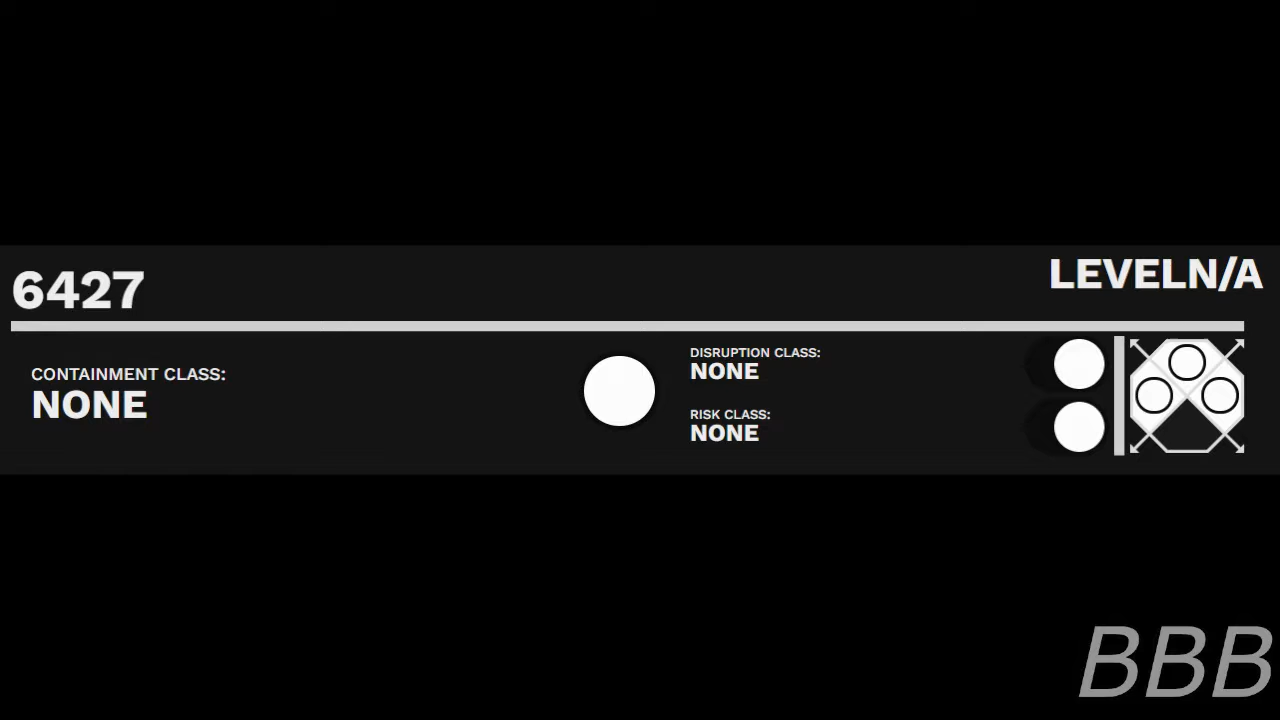 6427
LEVELN/A
CONTAINMENT CLASS:
NONE
DISRUPTION CLASS:
NONE
RISK CLASS:
NONE
BBB